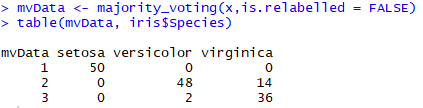 > mvData <- majority_voting(x,is.relabelled = FALSE)
> table(mvData, iris$Species)
mvData setosa versicolor virginica
1 50 0 0
2 0 48 14
3 0 2 36